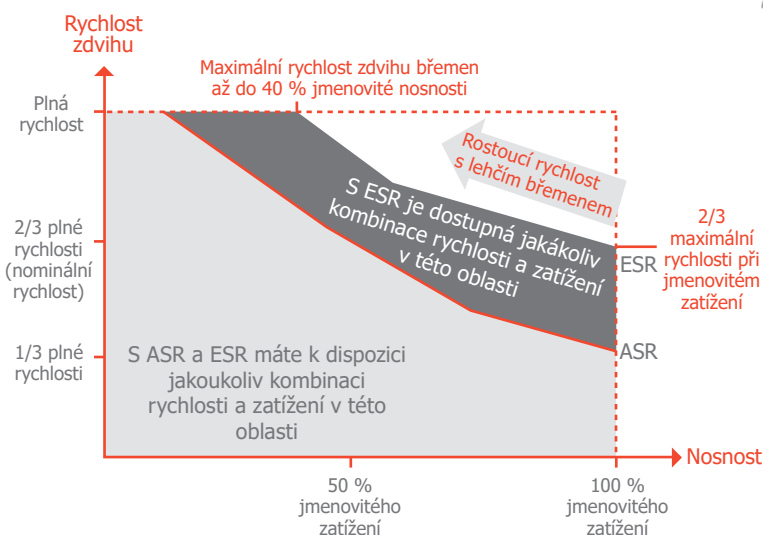 Rychlost
zdvihu
Maximální rychlost zdvihu břemen
až do 40 % jmenovité nosnosti
Plná
rychlost
Rostoucí rychlost
s lehčím břemenem
S ESR je dostupná jakákoliv
kombinace rychlosti a zatížení
v této oblasti
2/3 plné
rychlosti
(nominální
rychlost)
2/3
maximální
rychlosti při
jmenovitém
zatížení
ESR
1/3 plné
rychlosti
S ASR a ESR máte k dispozici
jakoukoliv kombinaci
rychlosti a zatížení v této
oblasti
ASR
Nosnost
50 %
jmenovitého
zatížení
100 %
jmenovitého
zatížení